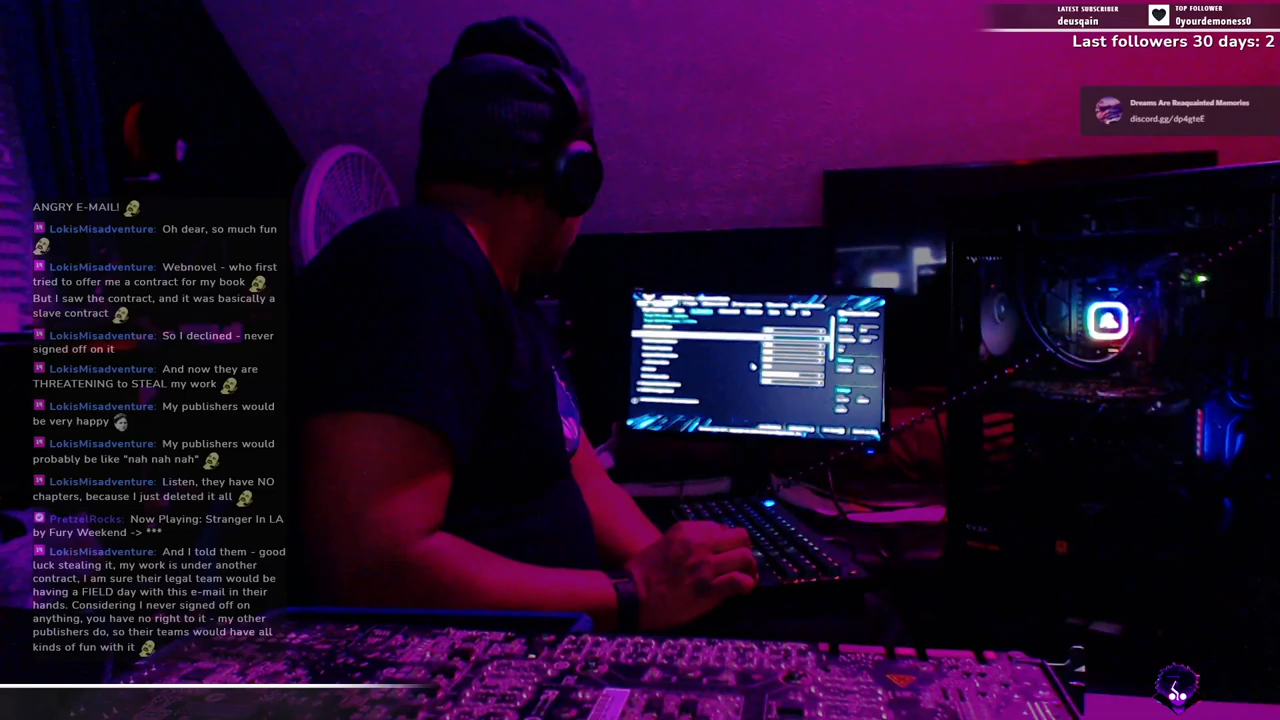 LATEST SUBSCRIBER
deusqain
TOP FOLLOWER
0yourdemoness0
Last followers 30 days: 2
Dreams Are Reaquainted Memories
discord.gg/dp4gteE
ANGRY E-MAIL!
LokisMisadventure: Oh dear, so much fun
LokisMisadventure: Webnovel - who first
tried to offer me a contract for my book
But I saw the contract, and it was basically a
slave contract
LokisMisadventure: So I declined - never
signed off on it
LokisMisadventure: And now they are
THREATENING to STEAL my work
LokisMisadventure: My publishers would
be very happy
LokisMisadventure: My publishers would
probably be like "nah nah nah"
LokisMisadventure: Listen, they have NO
chapters, because I just deleted it all
PretzelRocks: Now Playing: Stranger In LA
by Fury Weekend -> ***
LokisMisadventure: And I told them - good
luck stealing it, my work is under another
contract, I am sure their legal team would be
having a FIELD day with this e-mail in their
hands. Considering I never signed off on
anything, you have no right to it - my other
publishers do, so their teams would have all
kinds of fun with it